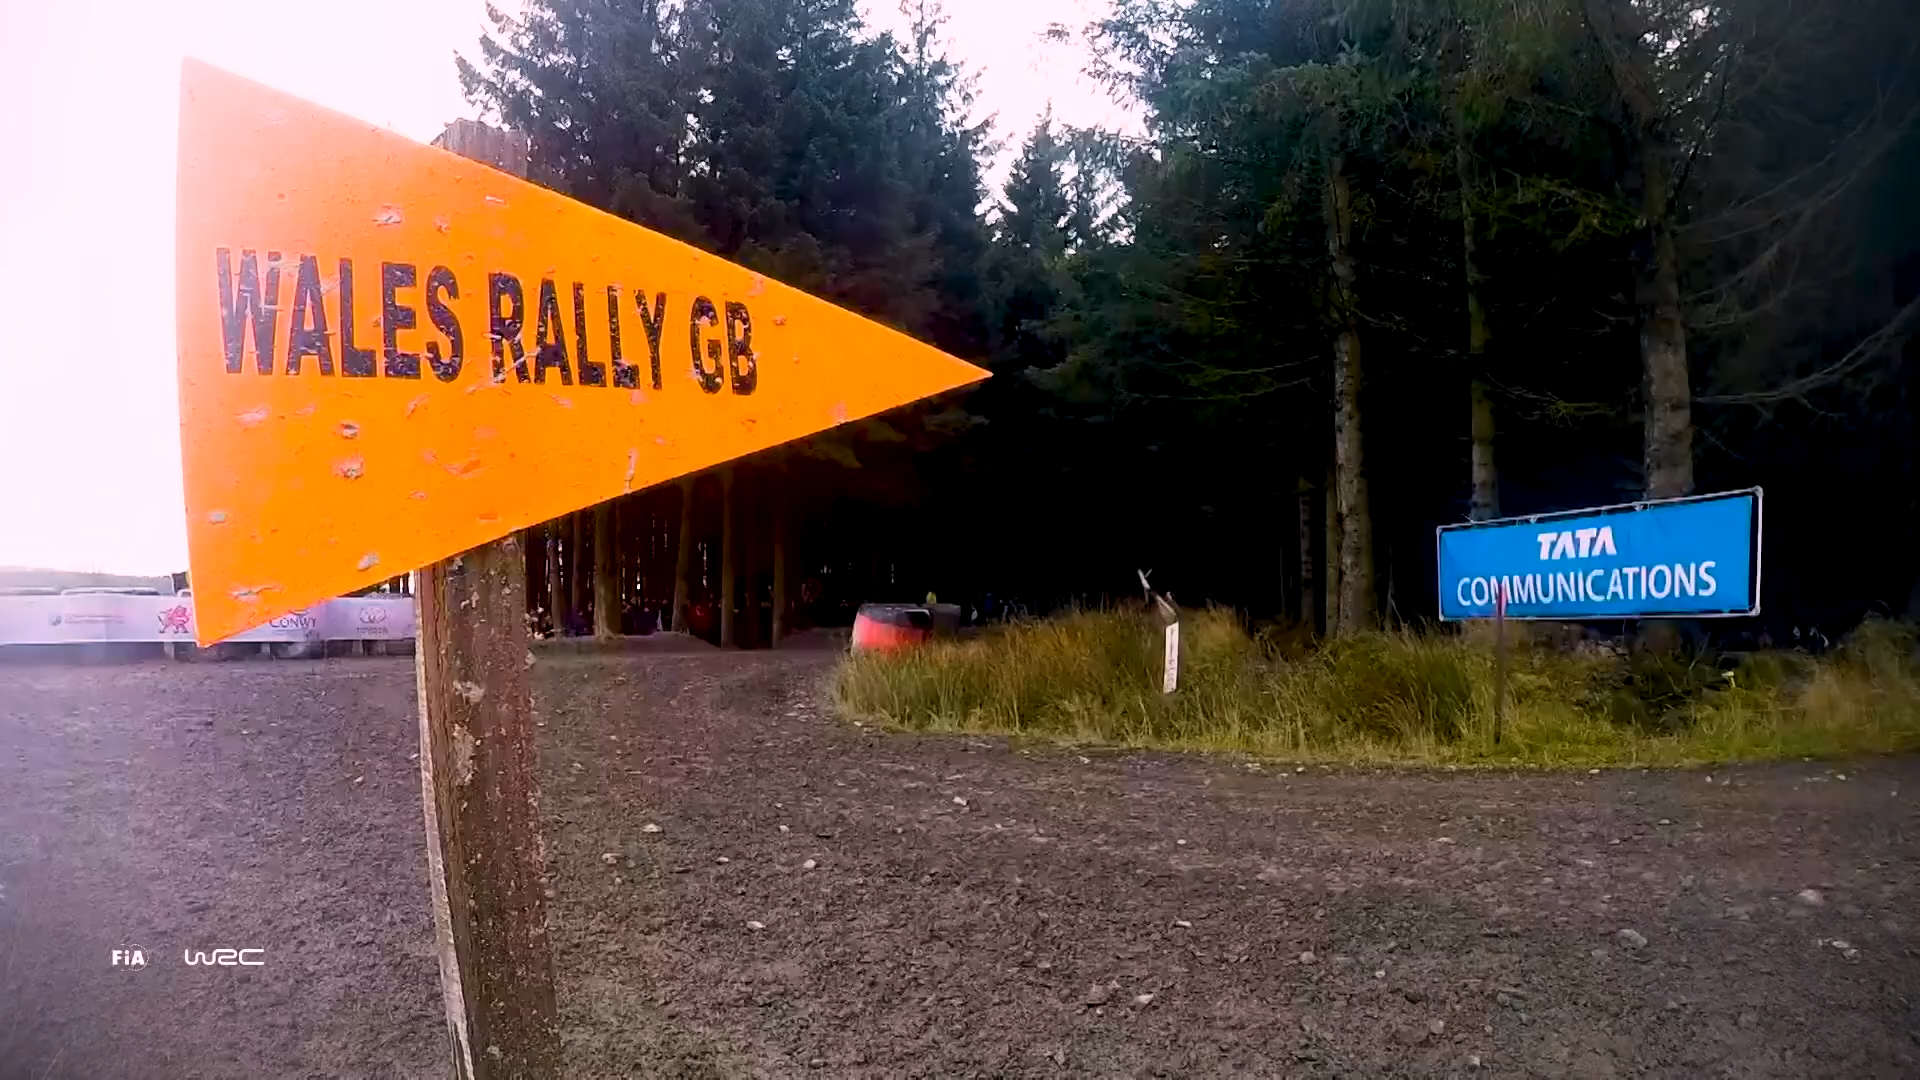 WALES RALLY GB
TATA
COMMUNICATIONS
CONWY
FiA
WRC